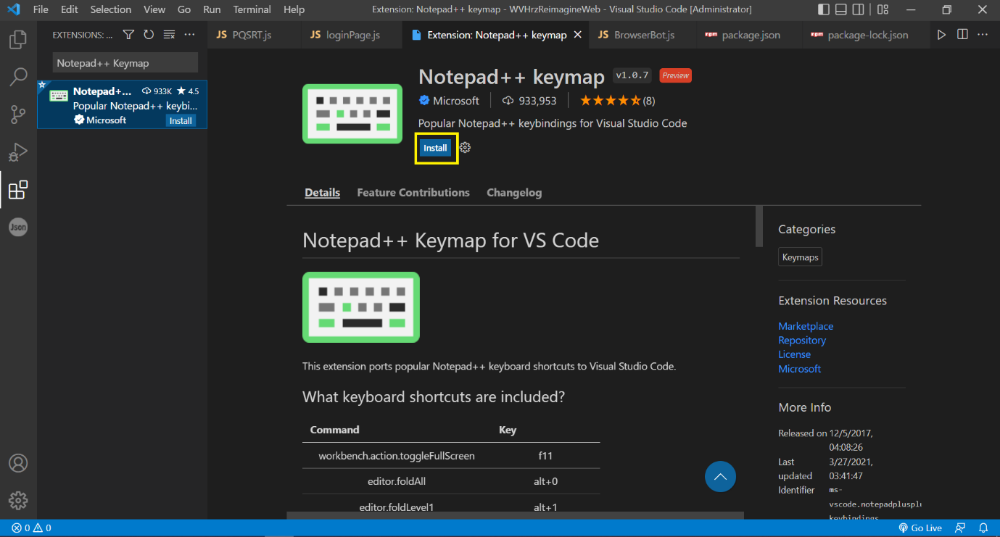 File Edit Selection View Go Run Terminal Help
Extension: Notepad++ keymap - WVHrzReimagineWeb - Visual Studio Code [Administrator]
EXTENSIONS: ...
JS PQSRT.js
JS loginPage.js
Extension: Notepad++ keymap
JS BrowserBot.js
npm package.json
npm package-lock.json
Notepad++ Keymap
Notepad+... 933K 4.5
Popular Notepad++ keybi...
Microsoft Install
Json
Notepad++ keymap v1.0.7 Preview
Microsoft 933,953 (8)
Popular Notepad++ keybindings for Visual Studio Code
Install
Details Feature Contributions Changelog
Notepad++ Keymap for VS Code
This extension ports popular Notepad++ keyboard shortcuts to Visual Studio Code.
What keyboard shortcuts are included?
Command Key
workbench.action.toggleFullScreen f11
editor.foldAll alt+0
editor.foldLevel1 alt+1
Categories
Keymaps
Extension Resources
Marketplace
Repository
License
Microsoft
More Info
Released on 12/5/2017,
04:08:26
Last 3/27/2021,
updated 03:41:47
Identifier ms-
vscode.notepadplusplu
keybindings
0 0
Go Live